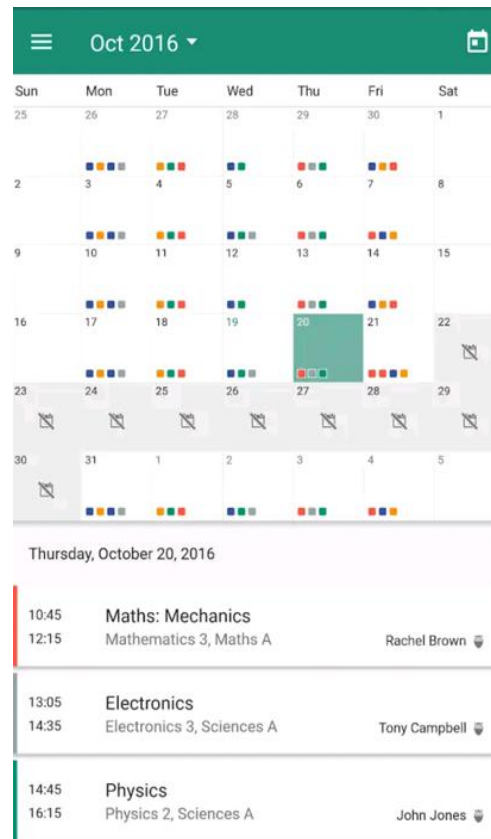 Oct 2016
Sun Mon Tue Wed Thu Fri Sat
25 26 27 28 29 30 1
2 3 4 5 6 7 8
9 10 11 12 13 14 15
16 17 18 19 20 21 22
23 24 25 26 27 28 29
30 31 1 2 3 4 5
Thursday, October 20, 2016
10:45 Maths: Mechanics
12:15 Mathematics 3, Maths A Rachel Brown
13:05 Electronics
14:35 Electronics 3, Sciences A Tony Campbell
14:45 Physics
16:15 Physics 2, Sciences A John Jones